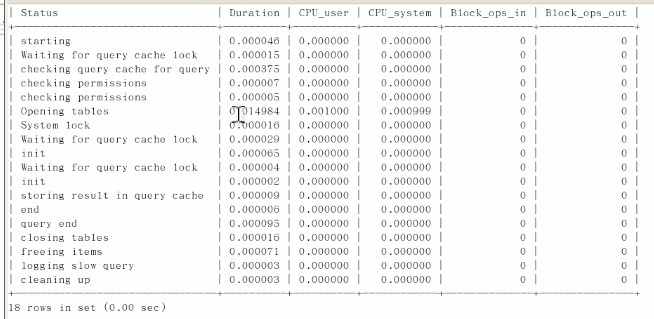 | Status | Duration | CPU_user | CPU_system | Block_ops_in | Block_ops_out |
| starting | 0.000046 | 0.000000 | 0.000000 | 0 | 0 |
| Waiting for query cache lock | 0.000015 | 0.000000 | 0.000000 | 0 | 0 |
| checking query cache for query | 0.000375 | 0.000000 | 0.000000 | 0 | 0 |
| checking permissions | 0.000007 | 0.000000 | 0.000000 | 0 | 0 |
| checking permissions | 0.000005 | 0.000000 | 0.000000 | 0 | 0 |
| Opening tables | 0.014984 | 0.001000 | 0.000999 | 0 | 0 |
| System lock | 0.000016 | 0.000000 | 0.000000 | 0 | 0 |
| Waiting for query cache lock | 0.000029 | 0.000000 | 0.000000 | 0 | 0 |
| init | 0.000065 | 0.000000 | 0.000000 | 0 | 0 |
| Waiting for query cache lock | 0.000004 | 0.000000 | 0.000000 | 0 | 0 |
| init | 0.000002 | 0.000000 | 0.000000 | 0 | 0 |
| storing result in query cache | 0.000009 | 0.000000 | 0.000000 | 0 | 0 |
| end | 0.000006 | 0.000000 | 0.000000 | 0 | 0 |
| query end | 0.000095 | 0.000000 | 0.000000 | 0 | 0 |
| closing tables | 0.000016 | 0.000000 | 0.000000 | 0 | 0 |
| freeing items | 0.000071 | 0.000000 | 0.000000 | 0 | 0 |
| logging slow query | 0.000003 | 0.000000 | 0.000000 | 0 | 0 |
| cleaning up | 0.000003 | 0.000000 | 0.000000 | 0 | 0 |
18 rows in set (0.00 sec)